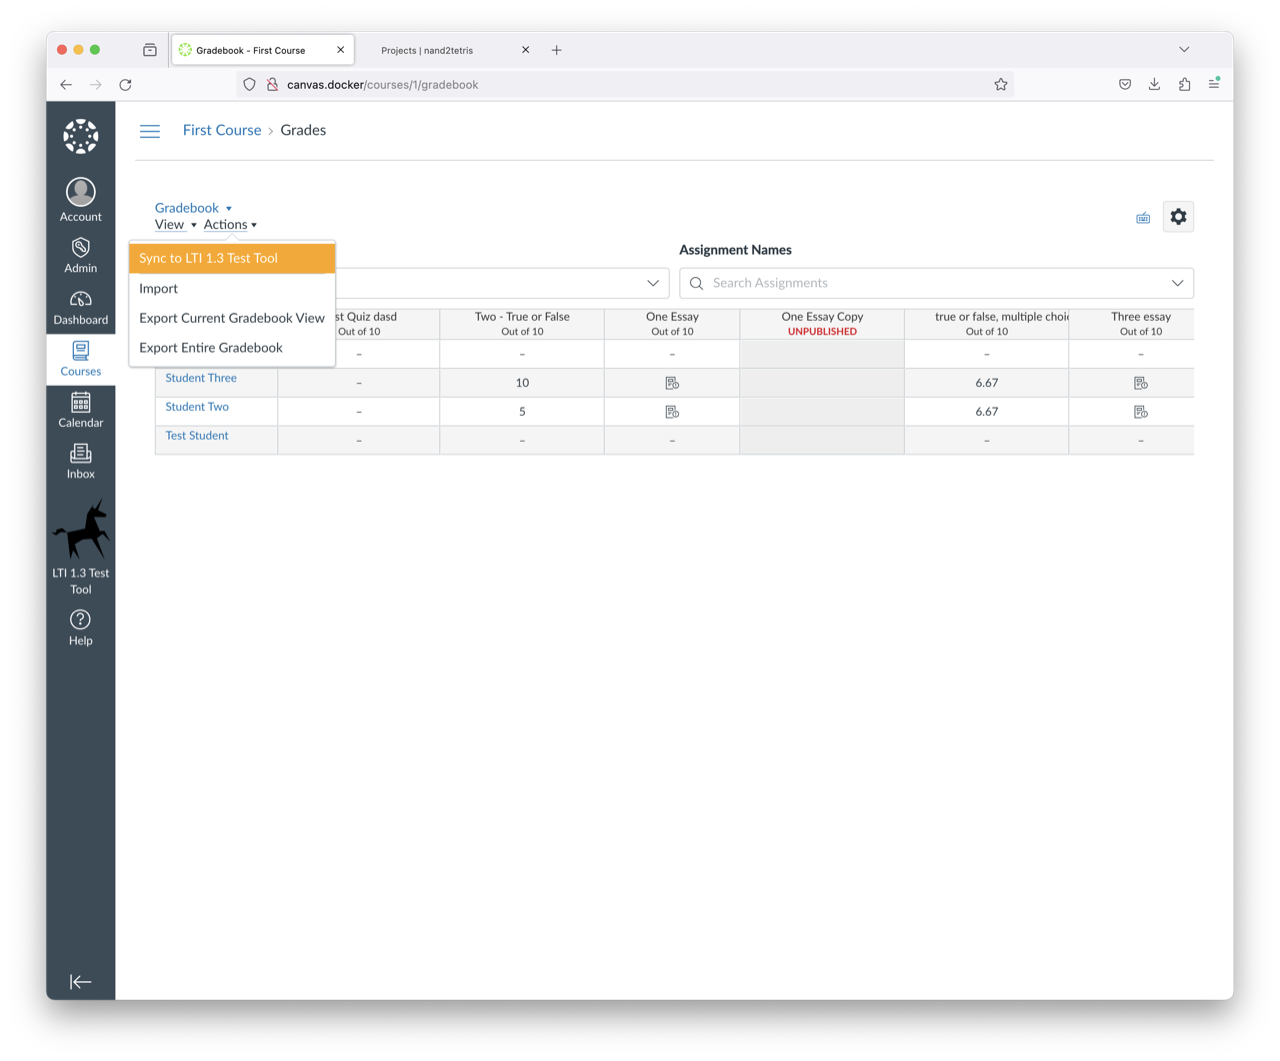 Gradebook - First Course
Projects | nand2tetris
canvas.docker/courses/1/gradebook
First Course > Grades
Account
Admin
Dashboard
Courses
Calendar
Inbox
LTI 1.3 Test
Tool
Help
Gradebook
View Actions
Sync to LTI 1.3 Test Tool
Import
Export Current Gradebook View
Export Entire Gradebook
Assignment Names
Search Assignments
st Quiz dasd
Out of 10
Two - True or False
Out of 10
One Essay
Out of 10
One Essay Copy
UNPUBLISHED
true or false, multiple choi
Out of 10
Three essay
Out of 10
– – – – –
Student Three – 10 6.67
Student Two – 5 6.67
Test Student – – – – –